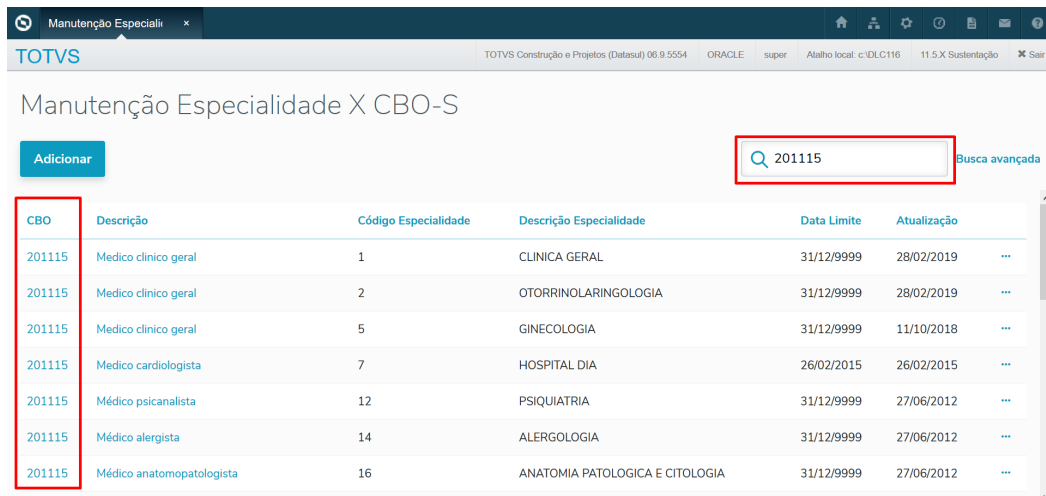 Manutenção Especiali ×
TOTVS TOTVS Construção e Projetos (Datasul) 06.9.5554 ORACLE super Atalho local: c:\DLC116 11.5.X Sustentação ✖ Sair
Manutenção Especialidade X CBO-S
Adicionar 201115 Busca avançada
CBO Descrição Código Especialidade Descrição Especialidade Data Limite Atualização
201115 Medico clinico geral 1 CLINICA GERAL 31/12/9999 28/02/2019 ...
201115 Medico clinico geral 2 OTORRINOLARINGOLOGIA 31/12/9999 28/02/2019 ...
201115 Medico clinico geral 5 GINECOLOGIA 31/12/9999 11/10/2018 ...
201115 Medico cardiologista 7 HOSPITAL DIA 26/02/2015 26/02/2015 ...
201115 Médico psicanalista 12 PSIQUIATRIA 31/12/9999 27/06/2012 ...
201115 Médico alergista 14 ALERGOLOGIA 31/12/9999 27/06/2012 ...
201115 Médico anatomopatologista 16 ANATOMIA PATOLOGICA E CITOLOGIA 31/12/9999 27/06/2012 ...